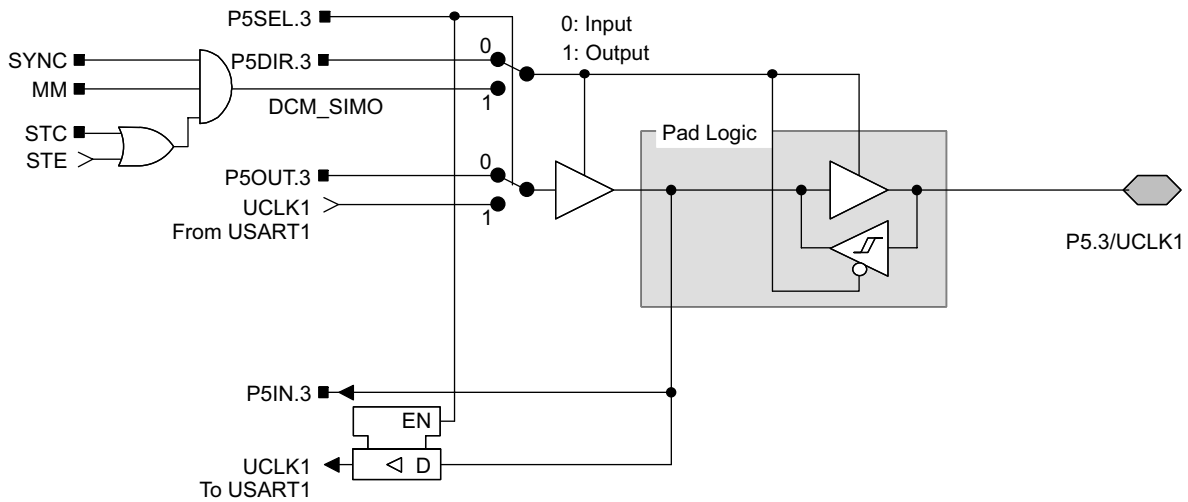 P5SEL.3
0: Input
1: Output
SYNC
P5DIR.3
0
MM
1
DCM_SIMO
STC
STE
Pad Logic
P5OUT.3
0
UCLK1
From USART1
1
P5.3/UCLK1
P5IN.3
EN
UCLK1
To USART1
D